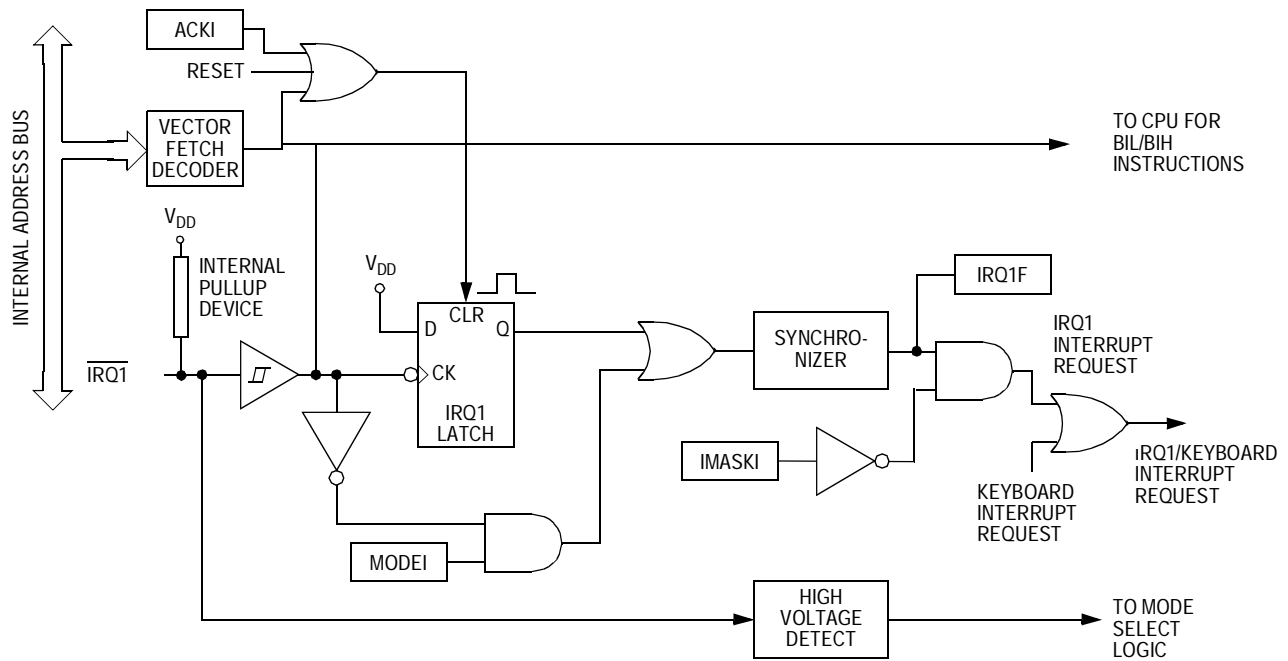 ACKI
RESET
INTERNAL ADDRESS BUS
VECTOR
FETCH
DECODER
TO CPU FOR
BIL/BIH
INSTRUCTIONS
VDD
INTERNAL
PULLUP
DEVICE
VDD
CLR
D
Q
CK
IRQ1
LATCH
SYNCHRO-
NIZER
IRQ1F
IRQ1
INTERRUPT
REQUEST
IRQ1
IMASKI
KEYBOARD
INTERRUPT
REQUEST
IRQ1/KEYBOARD
INTERRUPT
REQUEST
MODEI
HIGH
VOLTAGE
DETECT
TO MODE
SELECT
LOGIC